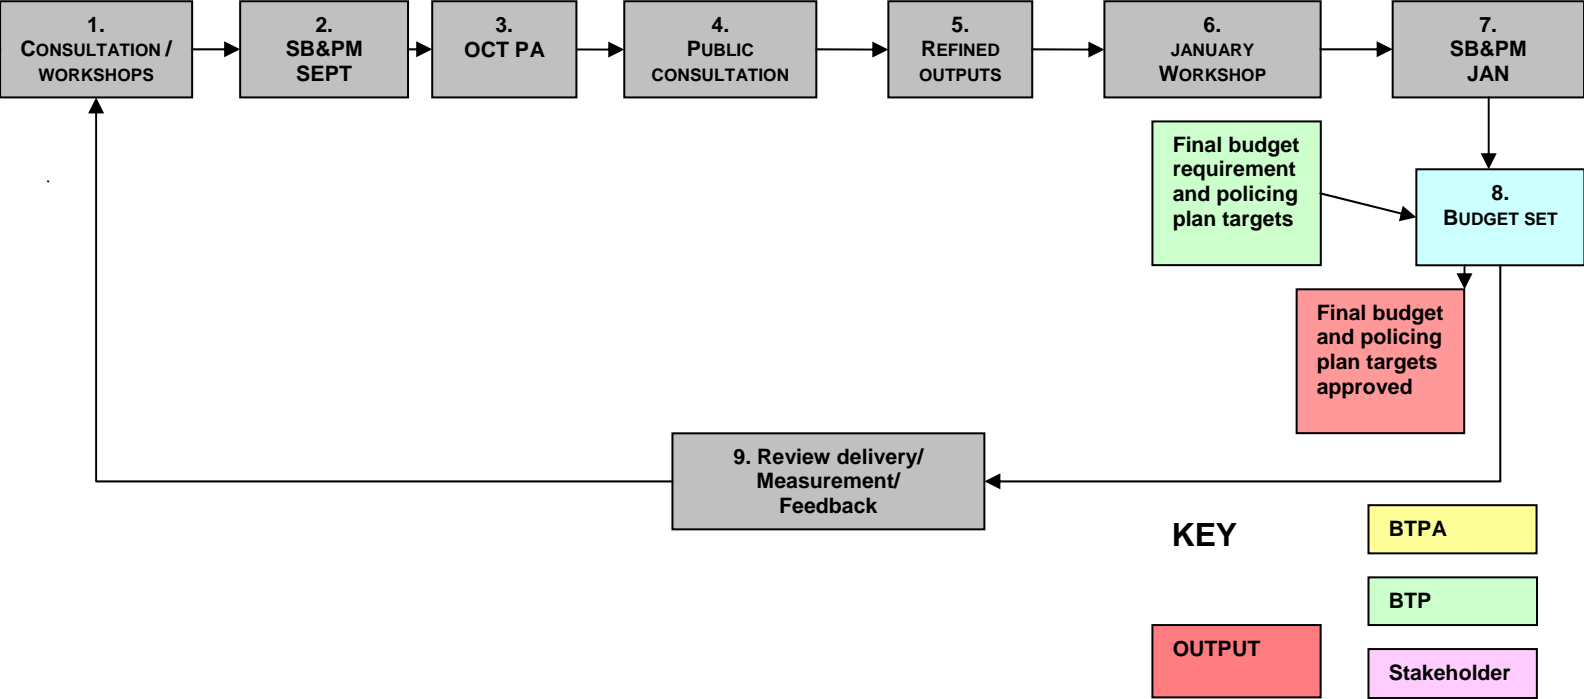 1.
CONSULTATION /
WORKSHOPS
2.
SB&PM
SEPT
3.
OCT PA
4.
PUBLIC
CONSULTATION
5.
REFINED
OUTPUTS
6.
JANUARY
WORKSHOP
7.
SB&PM
JAN
Final budget
requirement
and policing
plan targets
8.
BUDGET SET
Final budget
and policing
plan targets
approved
9. Review delivery/
Measurement/
Feedback
KEY
BTPA
BTP
OUTPUT
Stakeholder